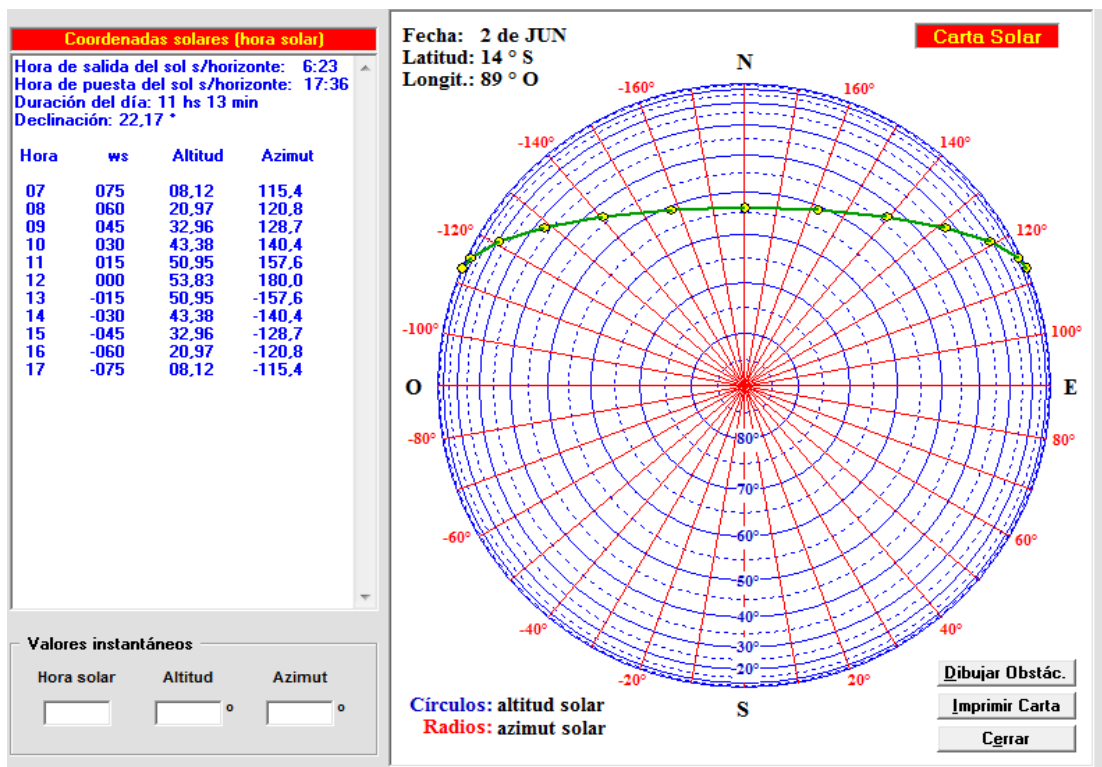 Coordenadas solares (hora solar)
Hora de salida del sol s/horizonte: 6:23
Hora de puesta del sol s/horizonte: 17:36
Duración del día: 11 hs 13 min
Declinación: 22,17 °
Hora ws Altitud Azimut
07 075 08,12 115,4
08 060 20,97 120,8
09 045 32,96 128,7
10 030 43,38 140,4
11 015 50,95 157,6
12 000 53,83 180,0
13 -015 50,95 -157,6
14 -030 43,38 -140,4
15 -045 32,96 -128,7
16 -060 20,97 -120,8
17 -075 08,12 -115,4
Valores instantáneos
Hora solar Altitud Azimut
° °
Fecha: 2 de JUN
Latitud: 14 ° S
Longit.: 89 ° O
Carta Solar
N
-160° 160°
-140° 140°
-120° 120°
-100° 100°
O E
-80° 80° 80°
70°
-60° 60° 60°
50°
-40° 40° 40°
30°
20°
-20° 20°
S
Círculos: altitud solar
Radios: azimut solar
Dibujar Obstác.
Imprimir Carta
Cerrar